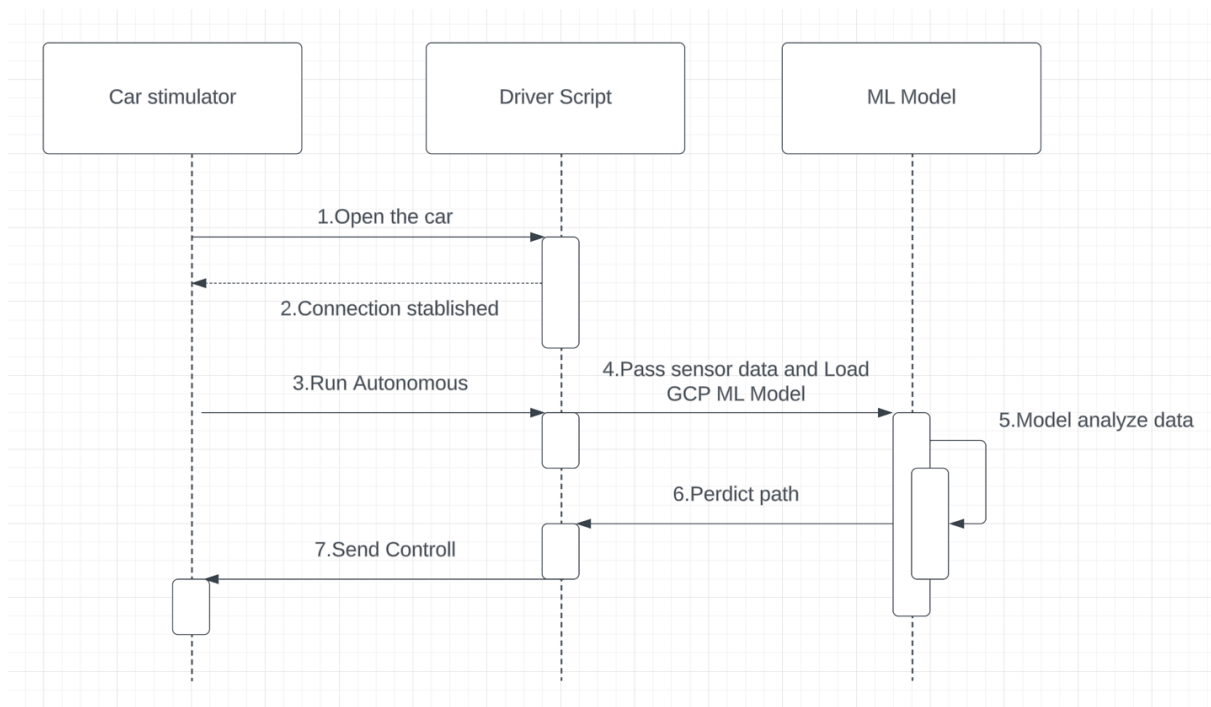 Car stimulator
Driver Script
ML Model
1.Open the car
2.Connection stablished
3.Run Autonomous
4.Pass sensor data and Load
GCP ML Model
5.Model analyze data
6.Perdict path
7.Send Controll